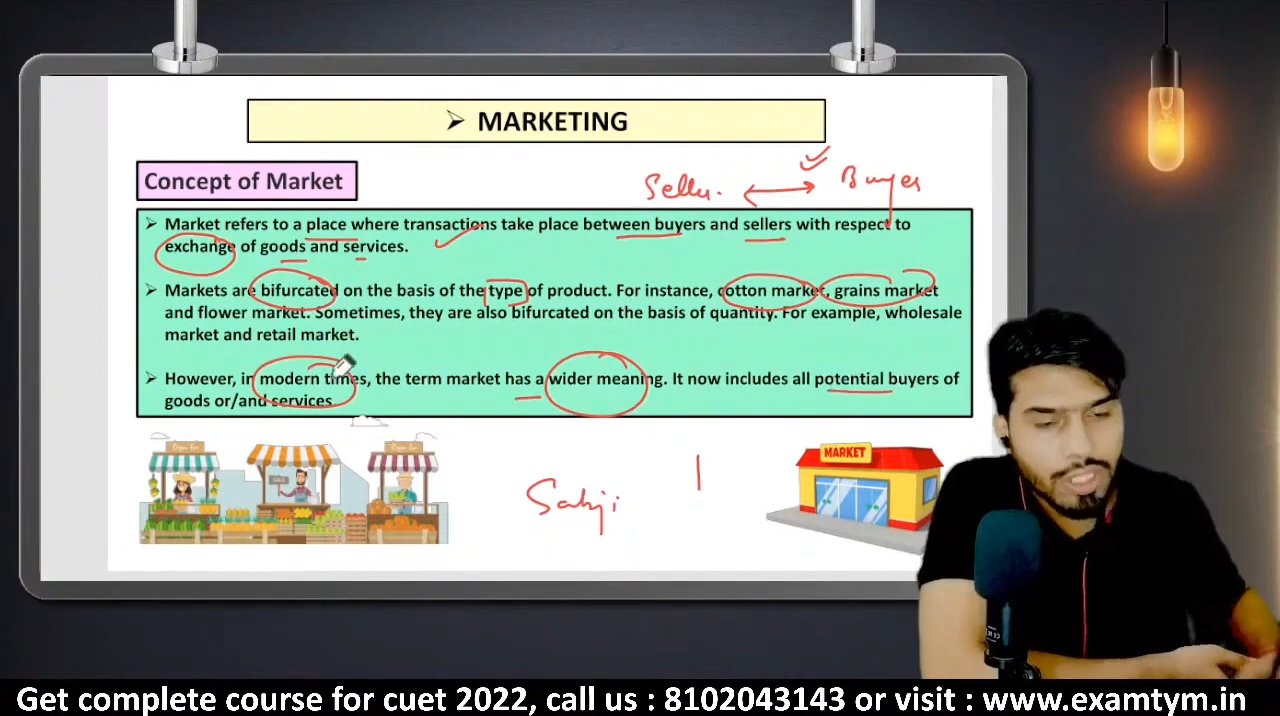 ➢ MARKETING
Concept of Market
Seller. ⟷ Buyer
➢ Market refers to a place where transactions take place between buyers and sellers with respect to
exchange of goods and services.
➢ Markets are bifurcated on the basis of the type of product. For instance, cotton market, grains market
and flower market. Sometimes, they are also bifurcated on the basis of quantity. For example, wholesale
market and retail market.
➢ However, in modern times, the term market has a wider meaning. It now includes all potential buyers of
goods or/and services
MARKET
Sabji
Get complete course for cuet 2022, call us : 8102043143 or visit : www.examtym.in